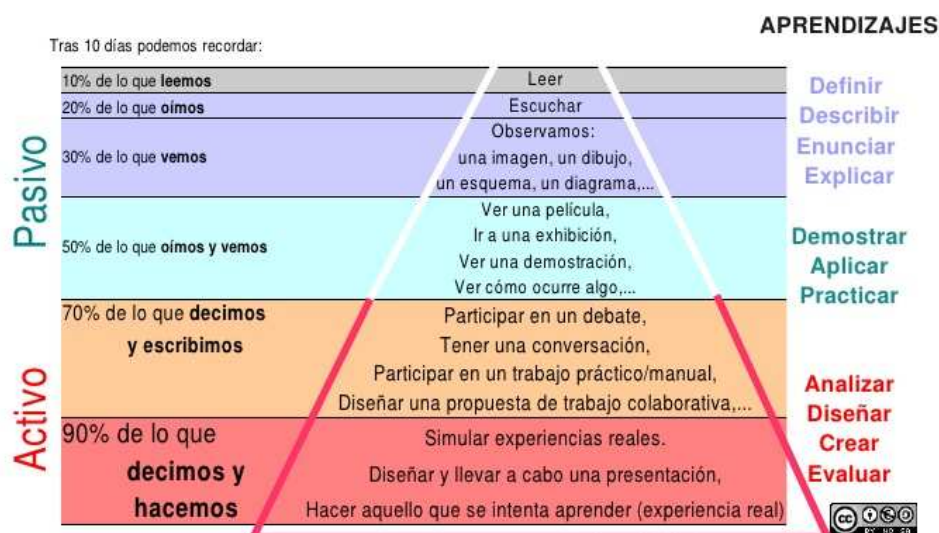 APRENDIZAJES
Tras 10 días podemos recordar:
Pasivo
10% de lo que leemos
Leer
20% de lo que oímos
Escuchar
30% de lo que vemos
Observamos:
una imagen, un dibujo,
un esquema, un diagrama,...
Definir
Describir
Enunciar
Explicar
50% de lo que oímos y vemos
Ver una película,
Ir a una exhibición,
Ver una demostración,
Ver cómo ocurre algo,...
Demostrar
Aplicar
Practicar
Activo
70% de lo que decimos
y escribimos
Participar en un debate,
Tener una conversación,
Participar en un trabajo práctico/manual,
Diseñar una propuesta de trabajo colaborativa,...
90% de lo que
decimos y
hacemos
Simular experiencias reales.
Diseñar y llevar a cabo una presentación,
Hacer aquello que se intenta aprender (experiencia real)
Analizar
Diseñar
Crear
Evaluar
cc